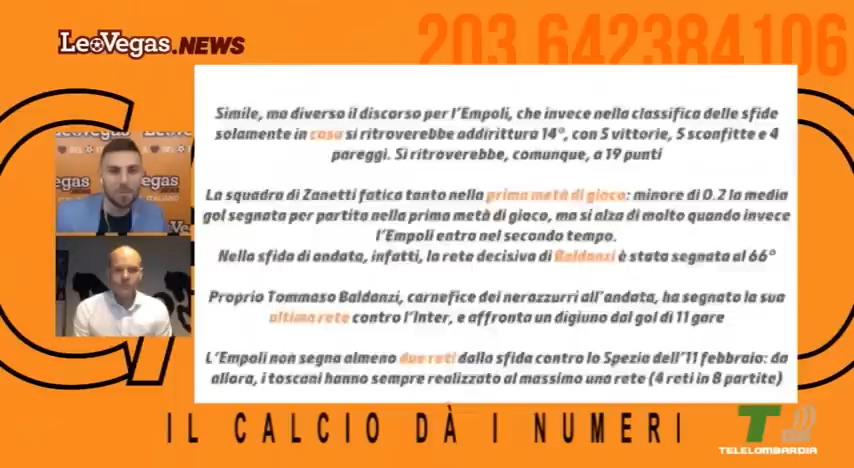 LeoVegas.NEWS
203 642384106
Simile, ma diverso il discorso per l'Empoli, che invece nella classifica delle sfide
solamente in casa si ritroverebbe addirittura 14°, con 5 vittorie, 5 sconfitte e 4
pareggi. Si ritroverebbe, comunque, a 19 punti
La squadra di Zanetti fatica tanto nella prima metà di gioco: minore di 0.2 la media
gol segnata per partita nella prima metà di gioco, ma si alza di molto quando invece
l'Empoli entra nel secondo tempo.
Nella sfida di andata, infatti, la rete decisiva di Baldanzi è stata segnata al 66°
Proprio Tommaso Baldanzi, carnefice dei nerazzurri all'andata, ha segnato la sua
ultima rete contro l'Inter, e affronta un digiuno dal gol di 11 gare
L'Empoli non segna almeno due reti dalla sfida contro lo Spezia dell'11 febbraio: da
allora, i toscani hanno sempre realizzato al massimo una rete (4 reti in 8 partite)
IL CALCIO DÀ I NUMERI
T
TELELOMBARDIA